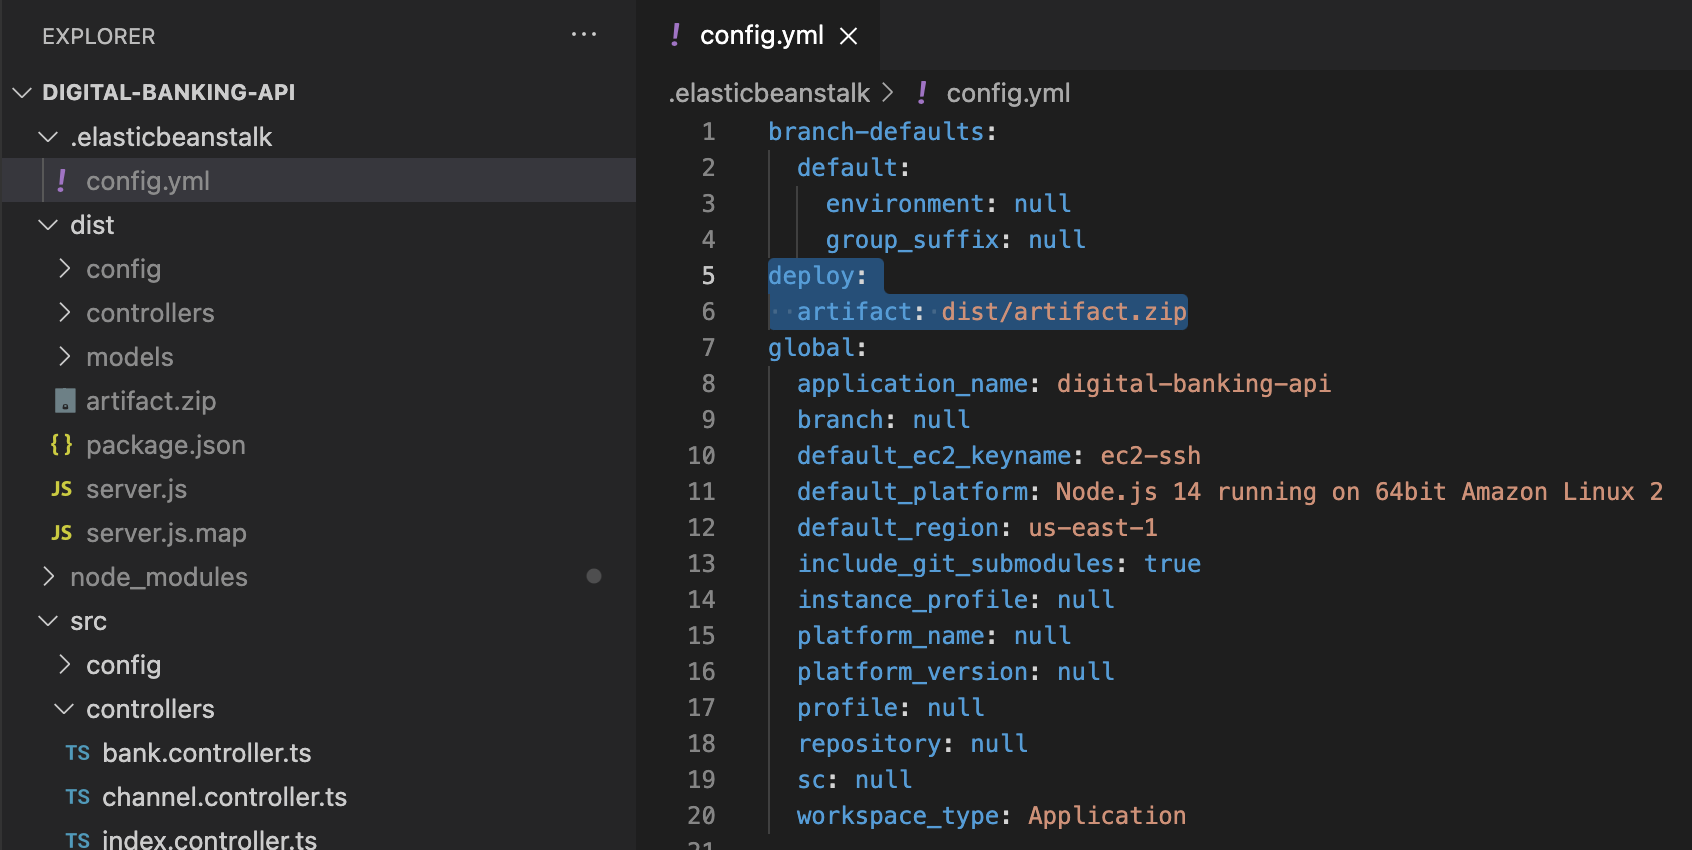 EXPLORER
DIGITAL-BANKING-API
.elasticbeanstalk
! config.yml
dist
config
controllers
models
artifact.zip
{} package.json
JS server.js
JS server.js.map
node_modules
src
config
controllers
TS bank.controller.ts
TS channel.controller.ts
TS index.controller.ts
! config.yml
.elasticbeanstalk > ! config.yml
1 branch-defaults:
2 default:
3 environment: null
4 group_suffix: null
5 deploy:
6 artifact: dist/artifact.zip
7 global:
8 application_name: digital-banking-api
9 branch: null
10 default_ec2_keyname: ec2-ssh
11 default_platform: Node.js 14 running on 64bit Amazon Linux 2
12 default_region: us-east-1
13 include_git_submodules: true
14 instance_profile: null
15 platform_name: null
16 platform_version: null
17 profile: null
18 repository: null
19 sc: null
20 workspace_type: Application
21